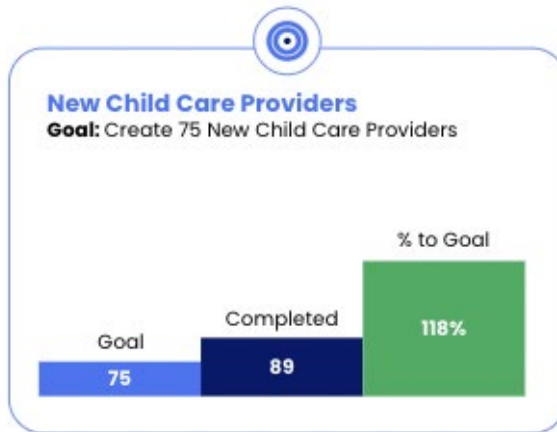 New Child Care Providers
Goal: Create 75 New Child Care Providers
% to Goal
Completed
Goal
118%
89
75